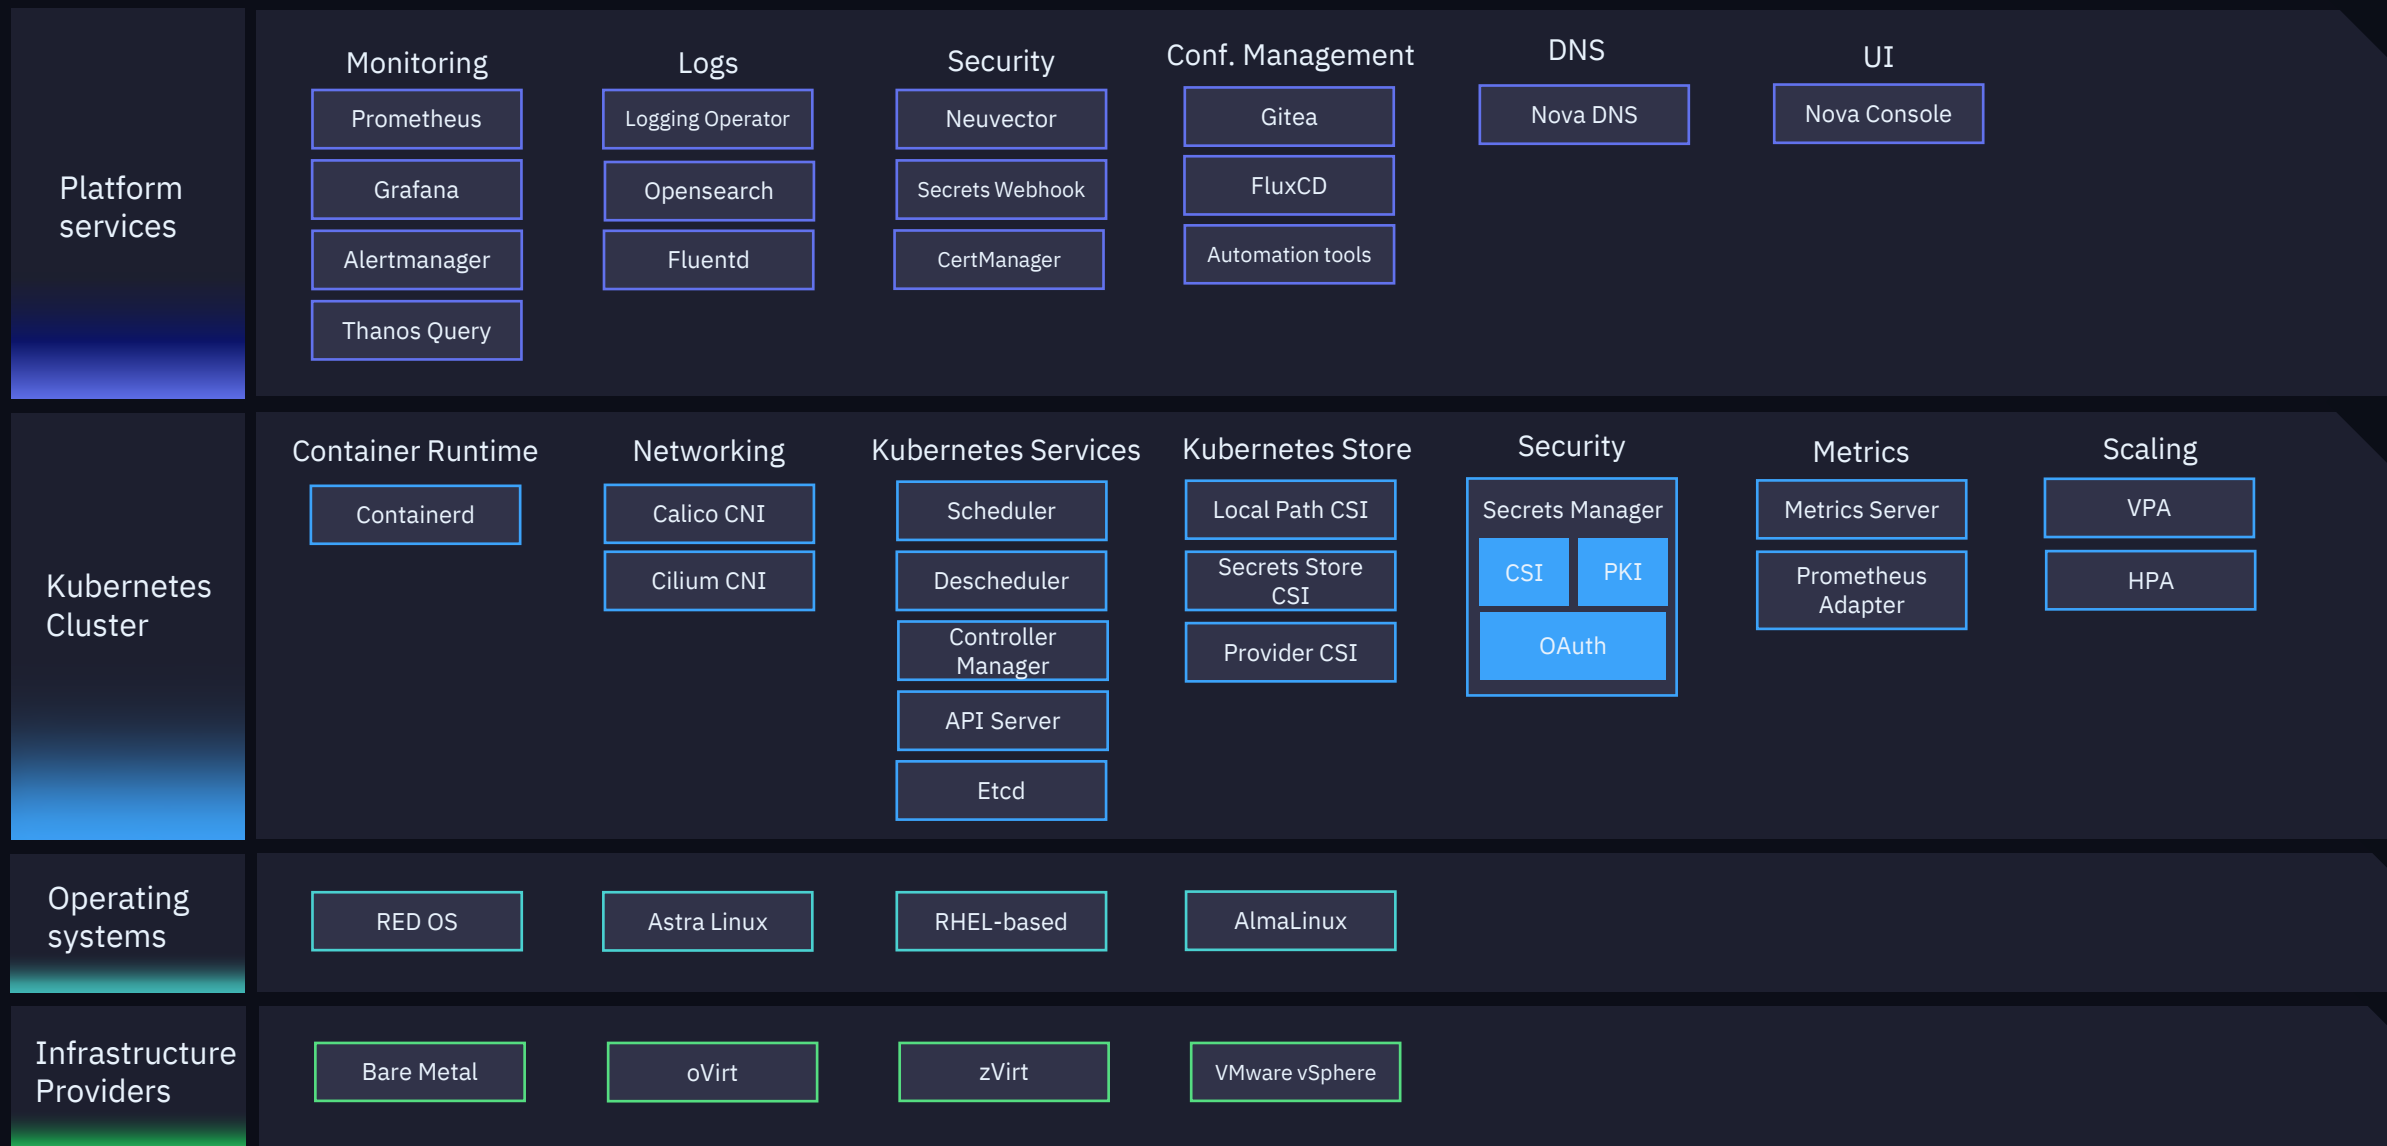 Platform
services
Monitoring
Prometheus
Grafana
Alertmanager
Thanos Query
Logs
Logging Operator
Opensearch
Fluentd
Security
Neuvector
Secrets Webhook
CertManager
Conf. Management
Gitea
FluxCD
Automation tools
DNS
Nova DNS
UI
Nova Console
Kubernetes
Cluster
Container Runtime
Containerd
Networking
Calico CNI
Cilium CNI
Kubernetes Services
Scheduler
Descheduler
Controller
Manager
API Server
Etcd
Kubernetes Store
Local Path CSI
Secrets Store
CSI
Provider CSI
Security
Secrets Manager
CSI
PKI
OAuth
Metrics
Metrics Server
Prometheus
Adapter
Scaling
VPA
HPA
Operating
systems
RED OS
Astra Linux
RHEL-based
AlmaLinux
Infrastructure
Providers
Bare Metal
oVirt
zVirt
VMware vSphere